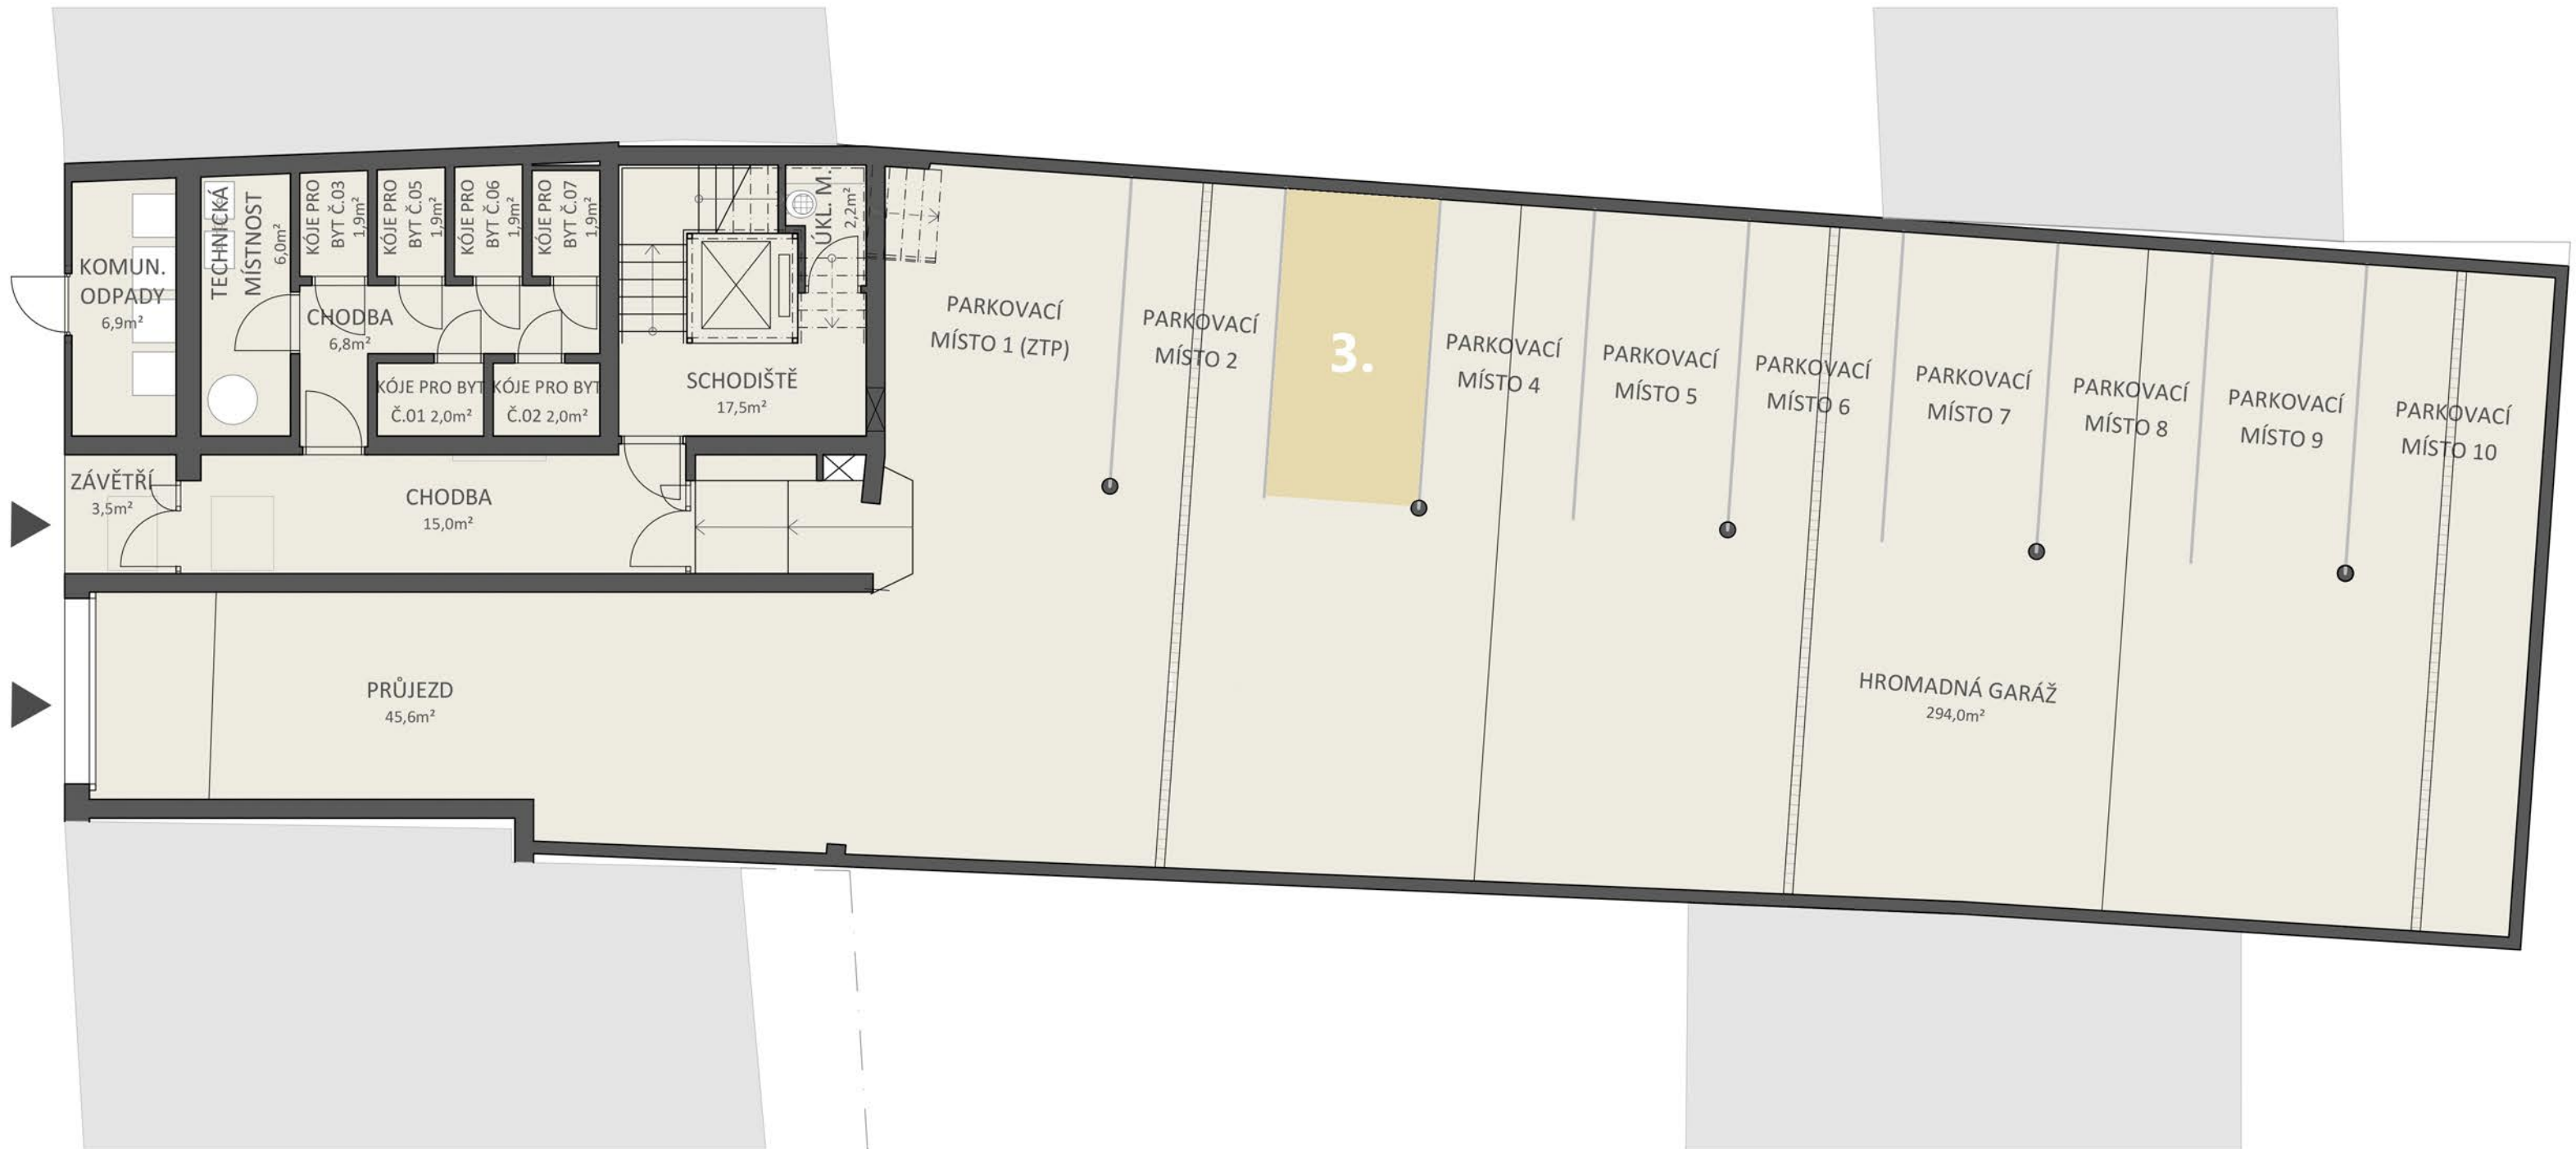 KOMUN.
ODPADY
6,9m²
TECHNICKÁ
MÍSTNOST
6,0m²
KÓJE PRO
BYT Č.03
1,9m²
KÓJE PRO
BYT Č.05
1,9m²
KÓJE PRO
BYT Č.06
1,9m²
KÓJE PRO
BYT Č.07
1,9m²
CHODBA
6,8m²
KÓJE PRO BYT
Č.01 2,0m²
KÓJE PRO BYT
Č.02 2,0m²
SCHODIŠTĚ
17,5m²
ÚKL. M.
2,2m²
ZÁVĚTŘÍ
3,5m²
CHODBA
15,0m²
PRŮJEZD
45,6m²
PARKOVACÍ
MÍSTO 1 (ZTP)
PARKOVACÍ
MÍSTO 2
3.
PARKOVACÍ
MÍSTO 4
PARKOVACÍ
MÍSTO 5
PARKOVACÍ
MÍSTO 6
PARKOVACÍ
MÍSTO 7
PARKOVACÍ
MÍSTO 8
PARKOVACÍ
MÍSTO 9
PARKOVACÍ
MÍSTO 10
HROMADNÁ GARÁŽ
294,0m²